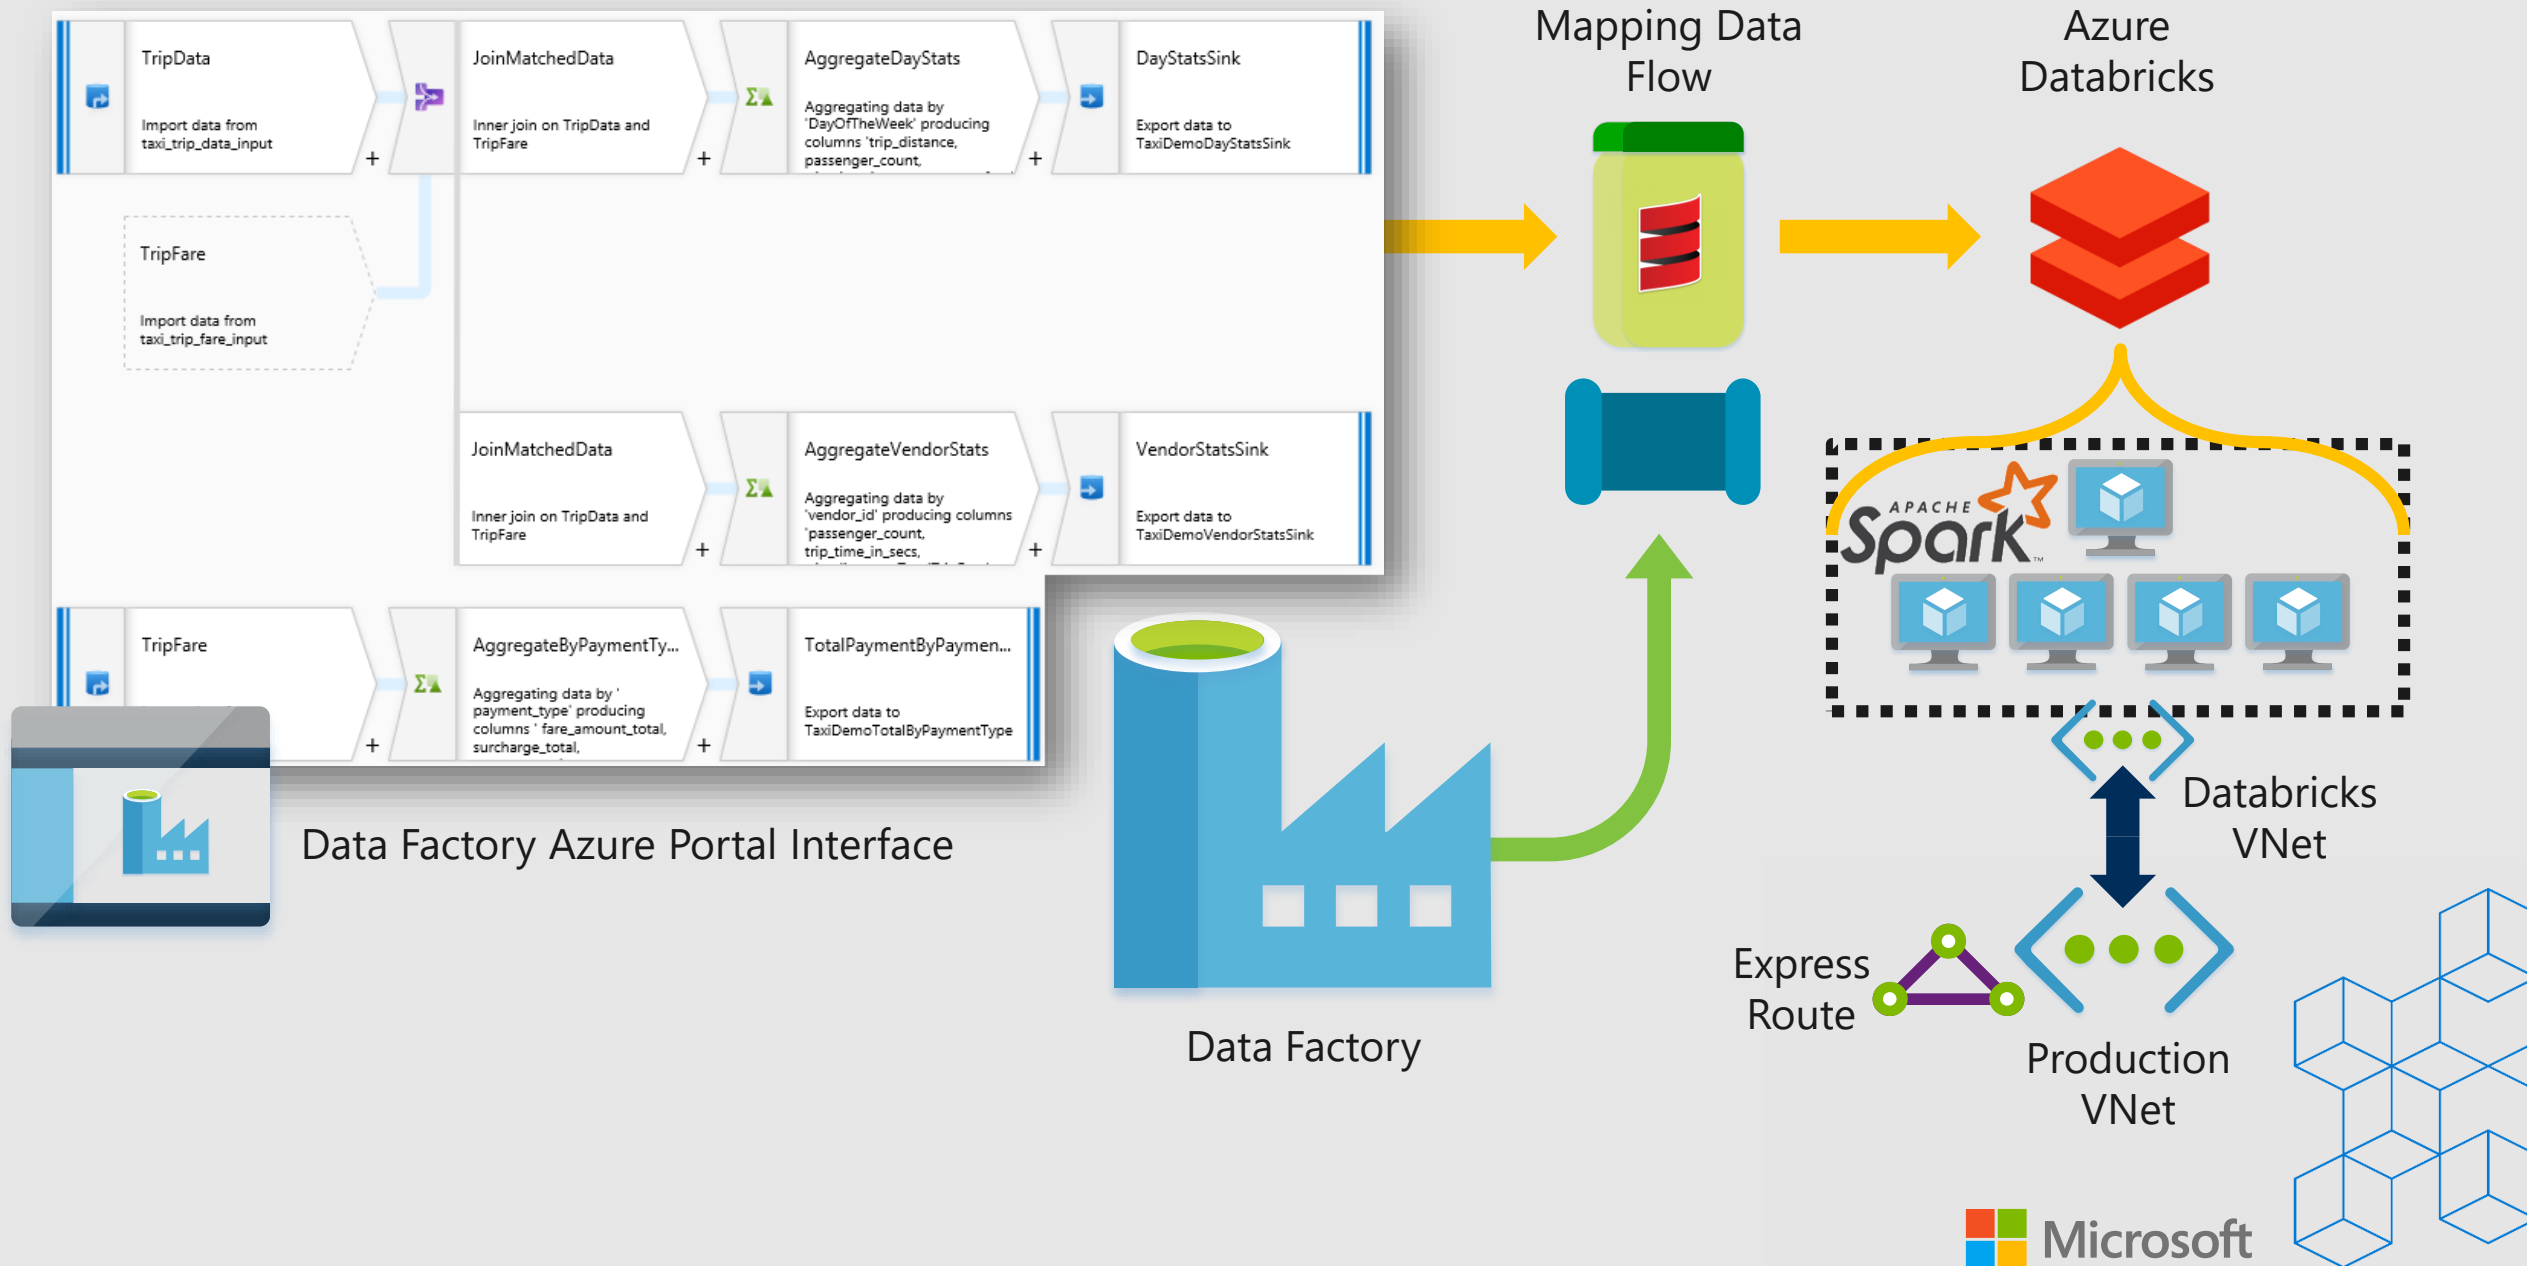 TripData
Import data from
taxi_trip_data_input
+
JoinMatchedData
Inner join on TripData and
TripFare
+
AggregateDayStats
Aggregating data by
'DayOfTheWeek' producing
columns 'trip_distance,
passenger_count,
+
DayStatsSink
Export data to
TaxiDemoDayStatsSink
TripFare
Import data from
taxi_trip_fare_input
JoinMatchedData
Inner join on TripData and
TripFare
+
AggregateVendorStats
Aggregating data by
'vendor_id' producing columns
'passenger_count,
trip_time_in_secs,
+
VendorStatsSink
Export data to
TaxiDemoVendorStatsSink
TripFare
+
AggregateByPaymentTy...
Aggregating data by '
payment_type' producing
columns ' fare_amount_total,
surcharge_total,
+
TotalPaymentByPaymen...
Export data to
TaxiDemoTotalByPaymentType
Data Factory Azure Portal Interface
Data Factory
Mapping Data
Flow
Azure
Databricks
APACHE
Spark
TM
Databricks
VNet
Express
Route
Production
VNet
Microsoft